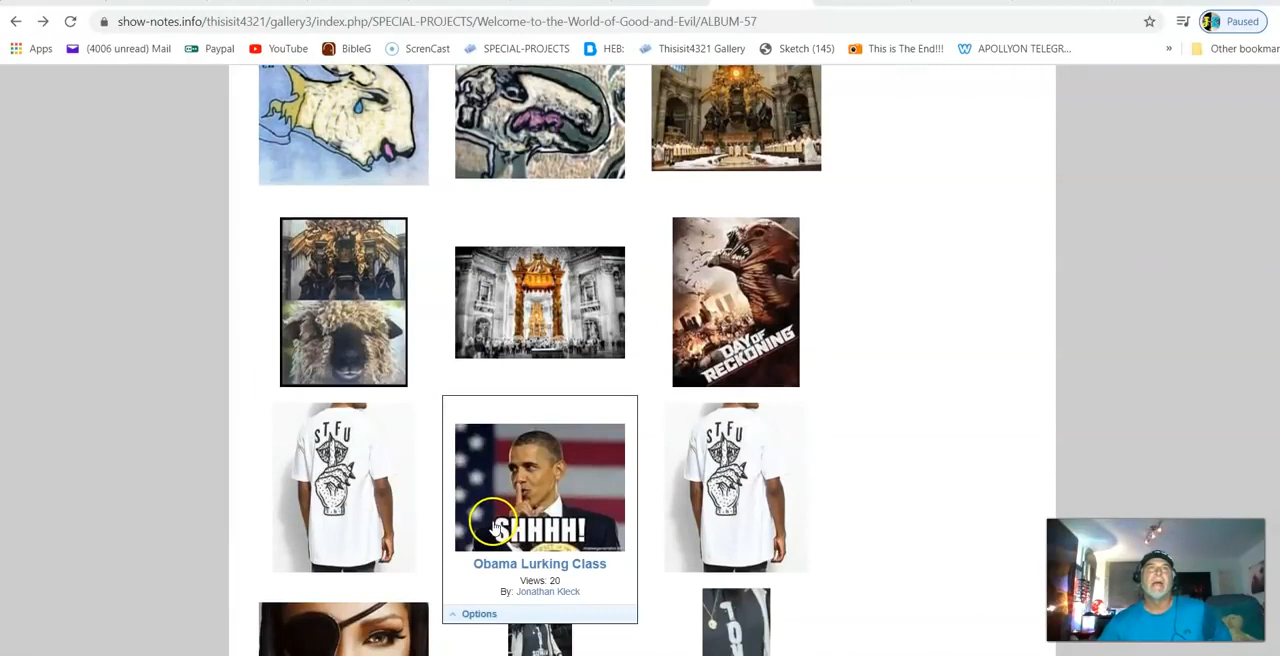 show-notes.info/thisisit4321/gallery3/index.php/SPECIAL-PROJECTS/Welcome-to-the-World-of-Good-and-Evil/ALBUM-57
Paused
Apps
(4006 unread) Mail
Paypal
YouTube
BibleG
ScrenCast
SPECIAL-PROJECTS
HEB:
Thisisit4321 Gallery
Sketch (145)
This is The End!!!
APOLLYON TELEGR...
»
Other bookmar
DAY OF
RECKONING
STFU
SHHHH!
STFU
Obama Lurking Class
Views: 20
By: Jonathan Kleck
Options